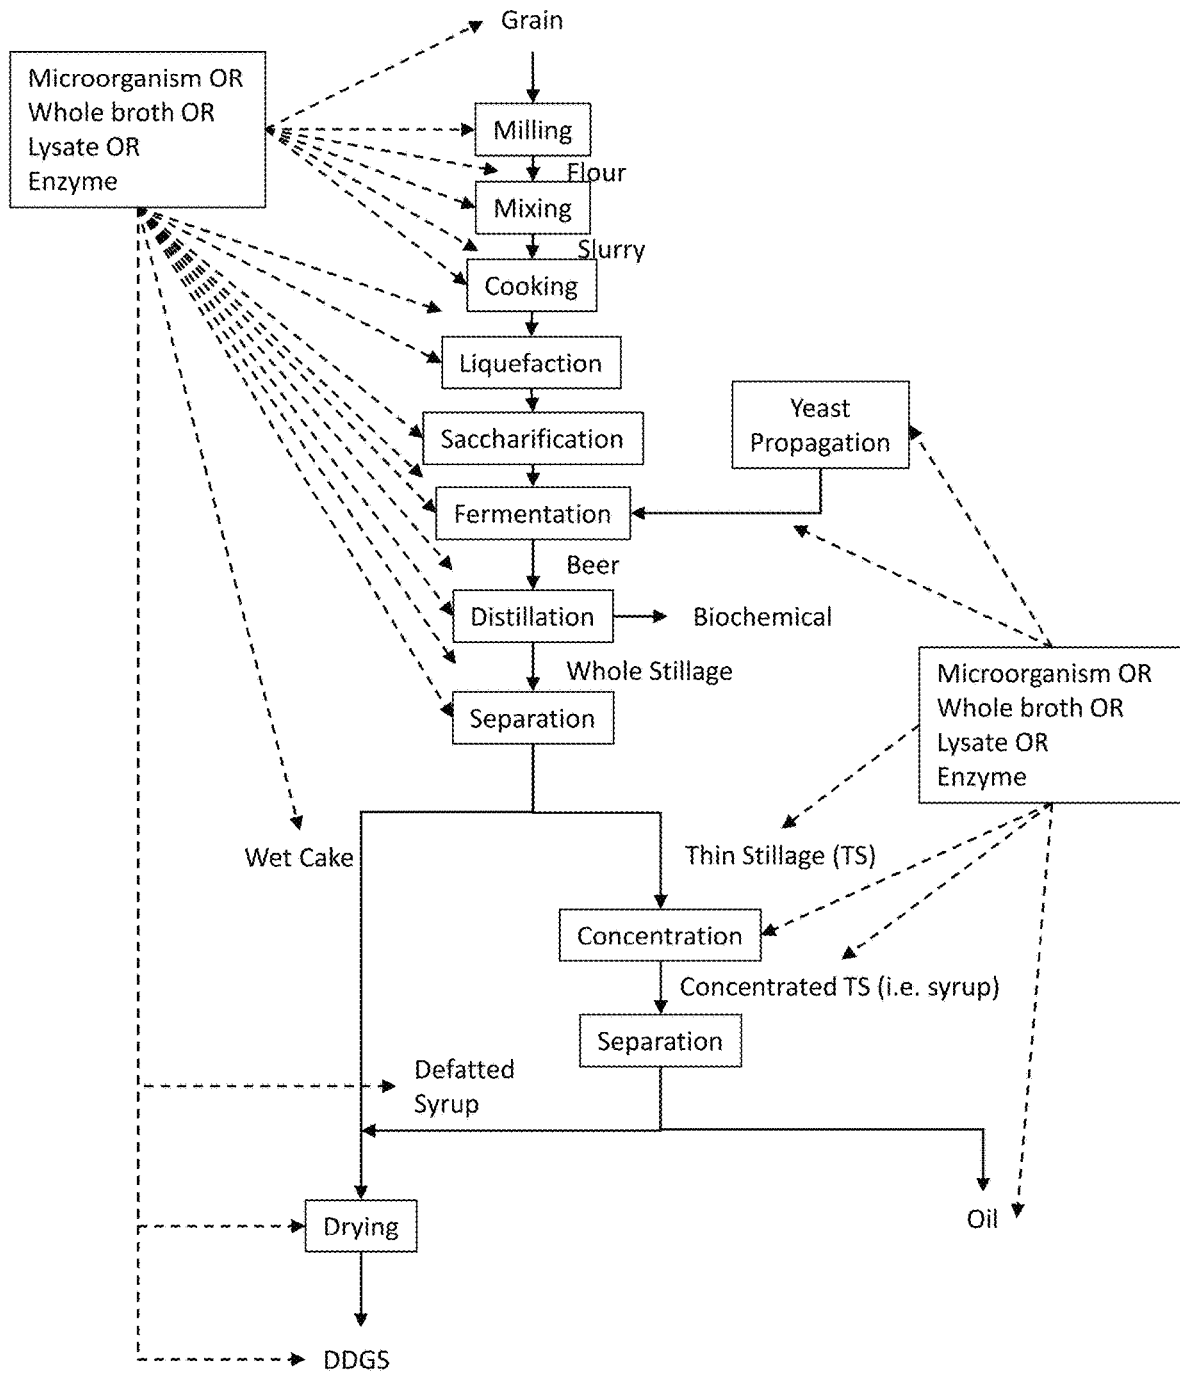 Grain
Microorganism OR
Whole broth OR
Lysate OR
Enzyme
Milling
Flour
Mixing
Slurry
Cooking
Liquefaction
Saccharification
Yeast
Propagation
Fermentation
Beer
Distillation
Biochemical
Whole Stillage
Separation
Microorganism OR
Whole broth OR
Lysate OR
Enzyme
Wet Cake
Thin Stillage (TS)
Concentration
Concentrated TS (i.e. syrup)
Separation
Defatted
Syrup
Drying
Oil
DDGS